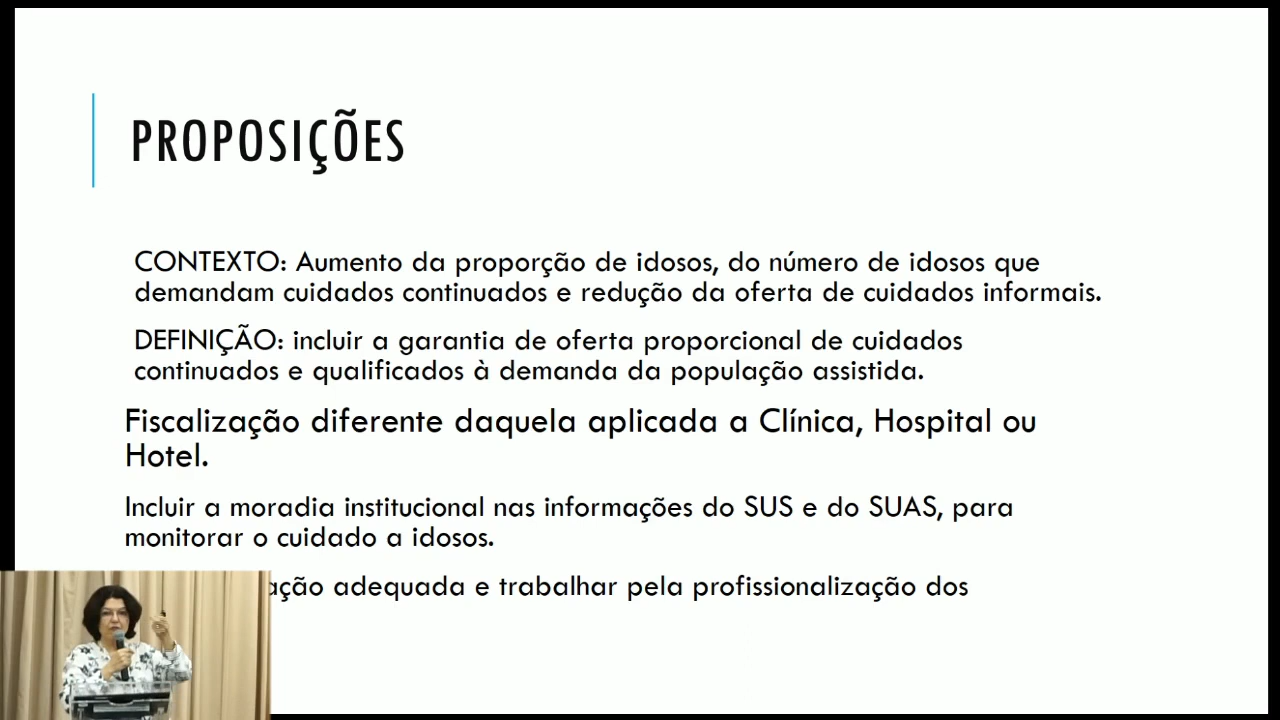 PROPOSIÇÕES
CONTEXTO: Aumento da proporção de idosos, do número de idosos que
demandam cuidados continuados e redução da oferta de cuidados informais.
DEFINIÇÃO: incluir a garantia de oferta proporcional de cuidados
continuados e qualificados à demanda da população assistida.
Fiscalização diferente daquela aplicada a Clínica, Hospital ou
Hotel.
Incluir a moradia institucional nas informações do SUS e do SUAS, para
monitorar o cuidado a idosos.
adequada e trabalhar pela profissionalização dos